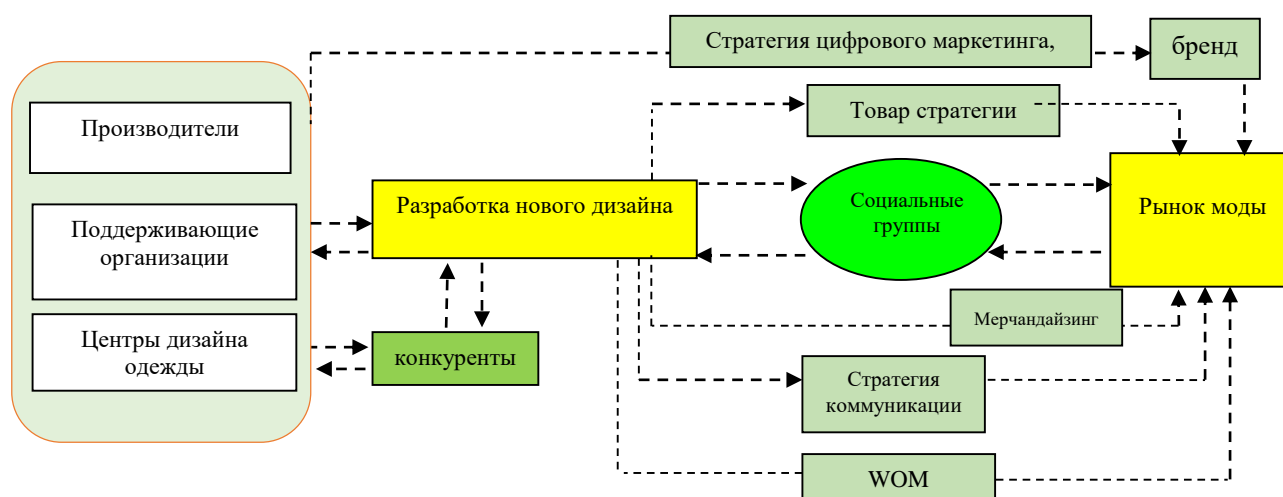 Стратегия цифрового маркетинга,
бренд
Производители
Товар стратегии
Разработка нового дизайна
Социальные
группы
Рынок моды
Поддерживающие
организации
Мерчандайзинг
Центры дизайна
одежды
конкуренты
Стратегия
коммуникации
WOM